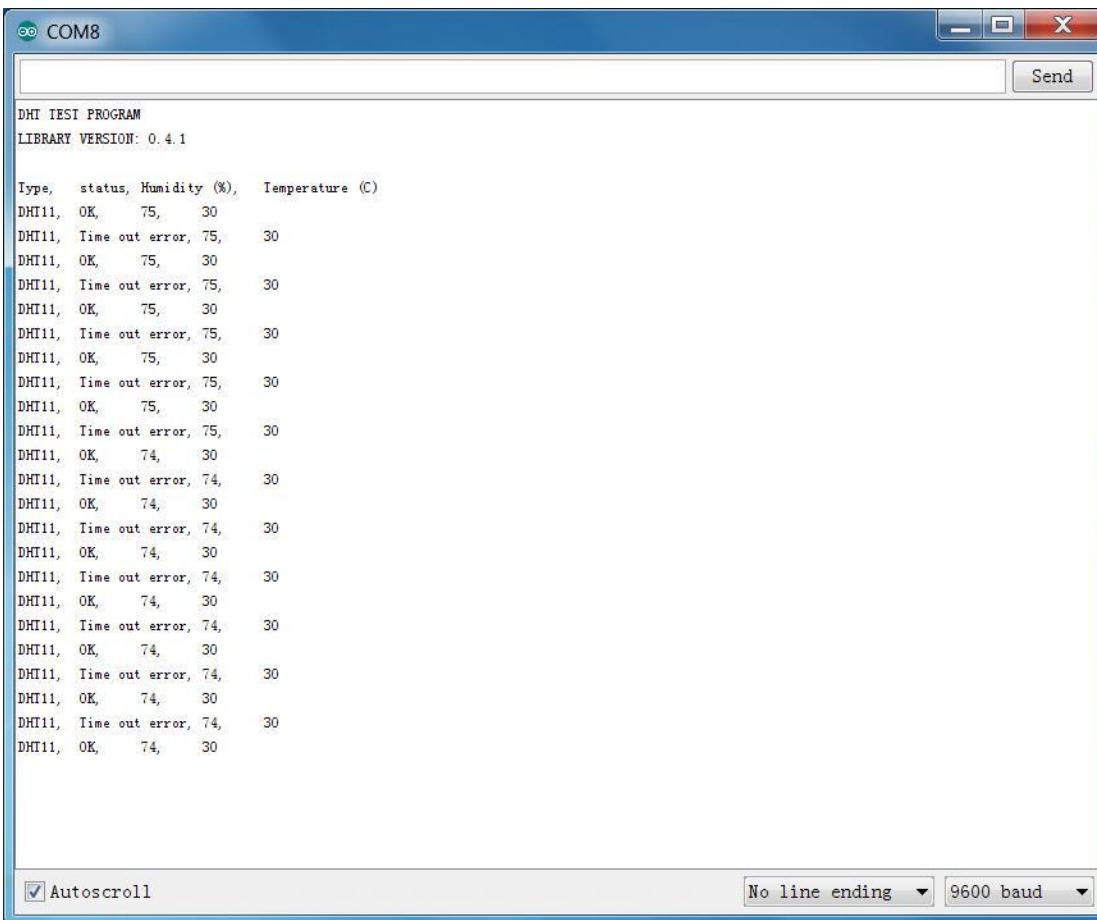 COM8
Send
DHT TEST PROGRAM
LIBRARY VERSION: 0.4.1
Type, status, Humidity (%), Temperature (C)
DHT11, OK, 75, 30
DHT11, Time out error, 75, 30
DHT11, OK, 75, 30
DHT11, Time out error, 75, 30
DHT11, OK, 75, 30
DHT11, Time out error, 75, 30
DHT11, OK, 75, 30
DHT11, Time out error, 75, 30
DHT11, OK, 75, 30
DHT11, Time out error, 75, 30
DHT11, OK, 74, 30
DHT11, Time out error, 74, 30
DHT11, OK, 74, 30
DHT11, Time out error, 74, 30
DHT11, OK, 74, 30
DHT11, Time out error, 74, 30
DHT11, OK, 74, 30
DHT11, Time out error, 74, 30
DHT11, OK, 74, 30
DHT11, Time out error, 74, 30
DHT11, OK, 74, 30
DHT11, Time out error, 74, 30
DHT11, OK, 74, 30
Autoscroll
No line ending
9600 baud